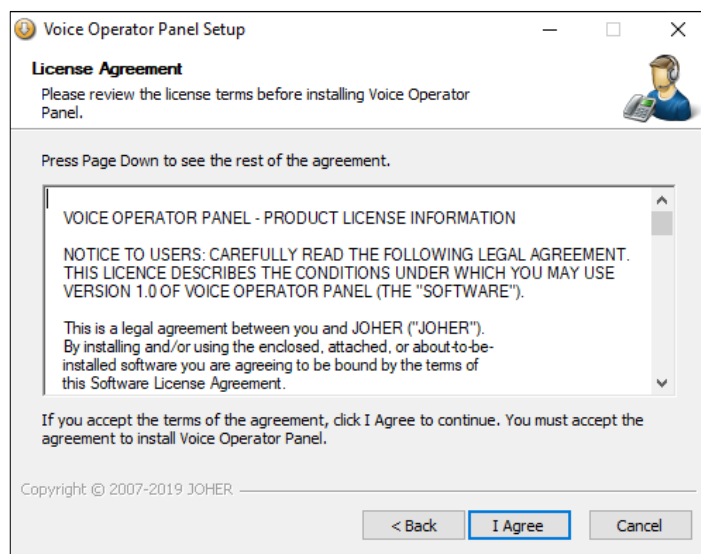 Voice Operator Panel Setup
License Agreement
Please review the license terms before installing Voice Operator
Panel.
Press Page Down to see the rest of the agreement.
VOICE OPERATOR PANEL - PRODUCT LICENSE INFORMATION
NOTICE TO USERS: CAREFULLY READ THE FOLLOWING LEGAL AGREEMENT.
THIS LICENCE DESCRIBES THE CONDITIONS UNDER WHICH YOU MAY USE
VERSION 1.0 OF VOICE OPERATOR PANEL (THE "SOFTWARE").
This is a legal agreement between you and JOHER ("JOHER").
By installing and/or using the enclosed, attached, or about-to-be-
installed software you are agreeing to be bound by the terms of
this Software License Agreement.
If you accept the terms of the agreement, click I Agree to continue. You must accept the
agreement to install Voice Operator Panel.
Copyright © 2007-2019 JOHER
< Back I Agree Cancel